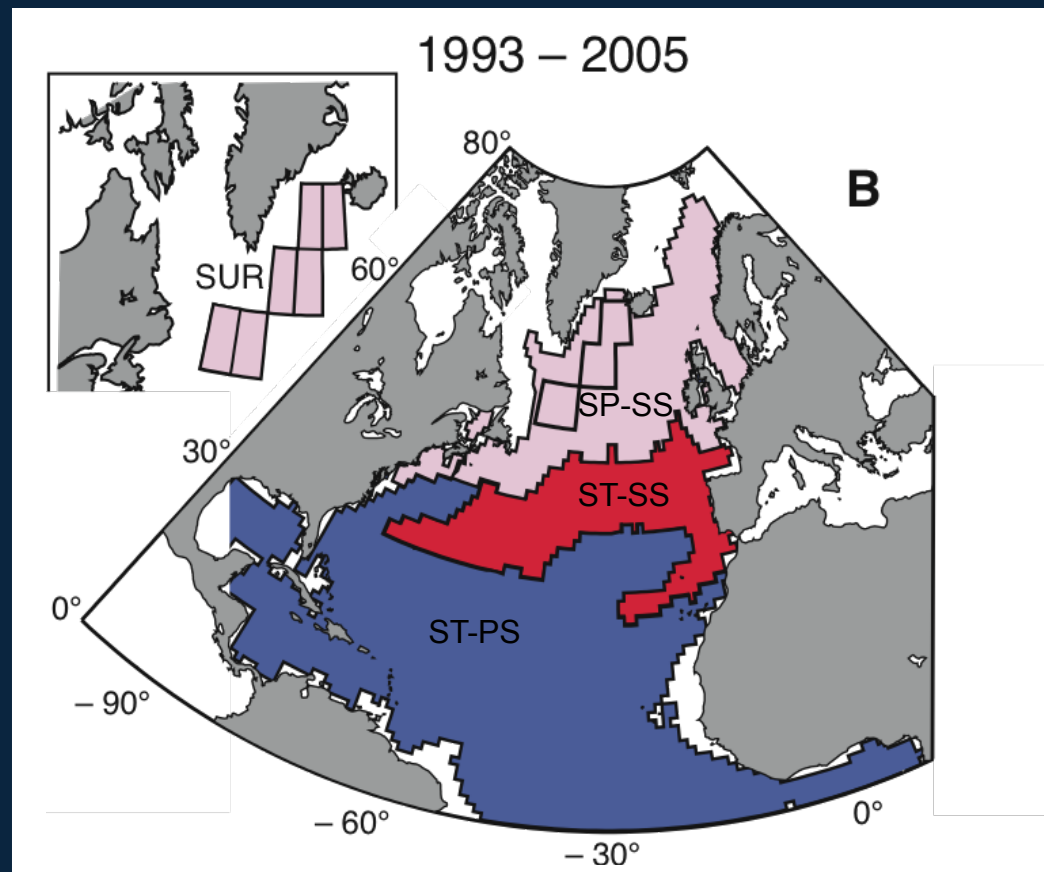 1993 – 2005
80°
B
SUR
60°
SP-SS
30°
ST-SS
0°
ST-PS
– 90°
– 60°
0°
– 30°